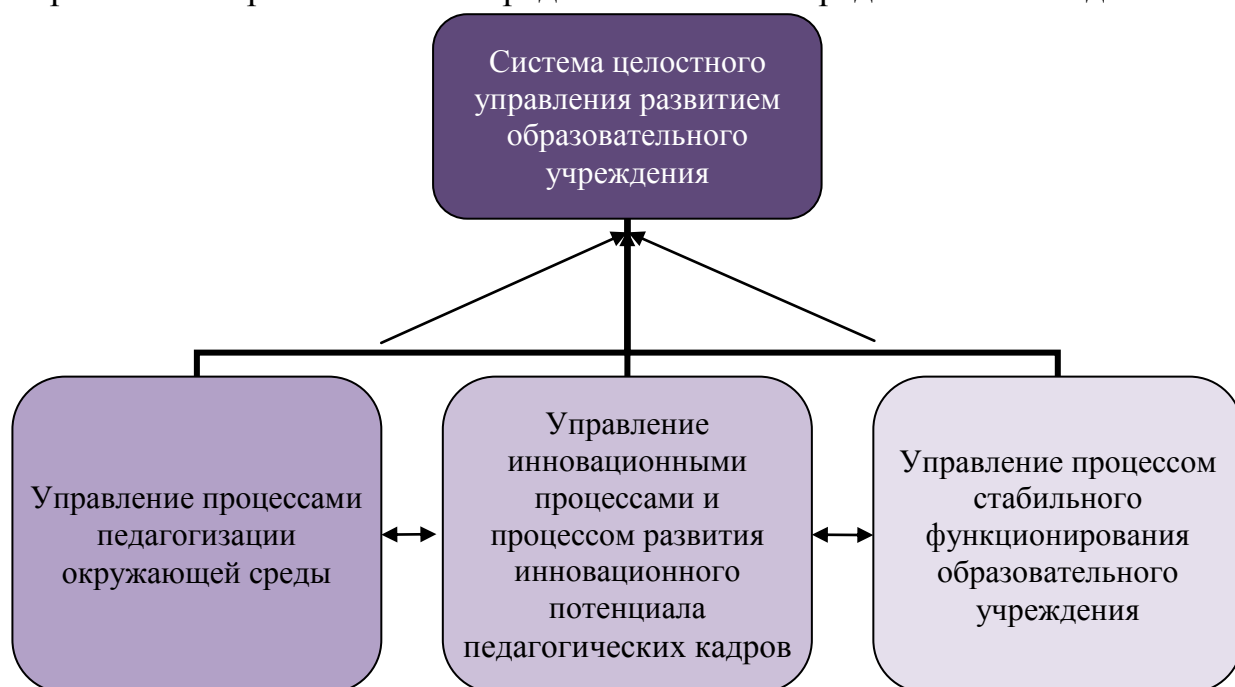 Система целостного
управления развитием
образовательного
учреждения
Управление процессами
педагогизации
окружающей среды
Управление
инновационными
процессами и
процессом развития
инновационного
потенциала
педагогических кадров
Управление процессом
стабильного
функционирования
образовательного
учреждения